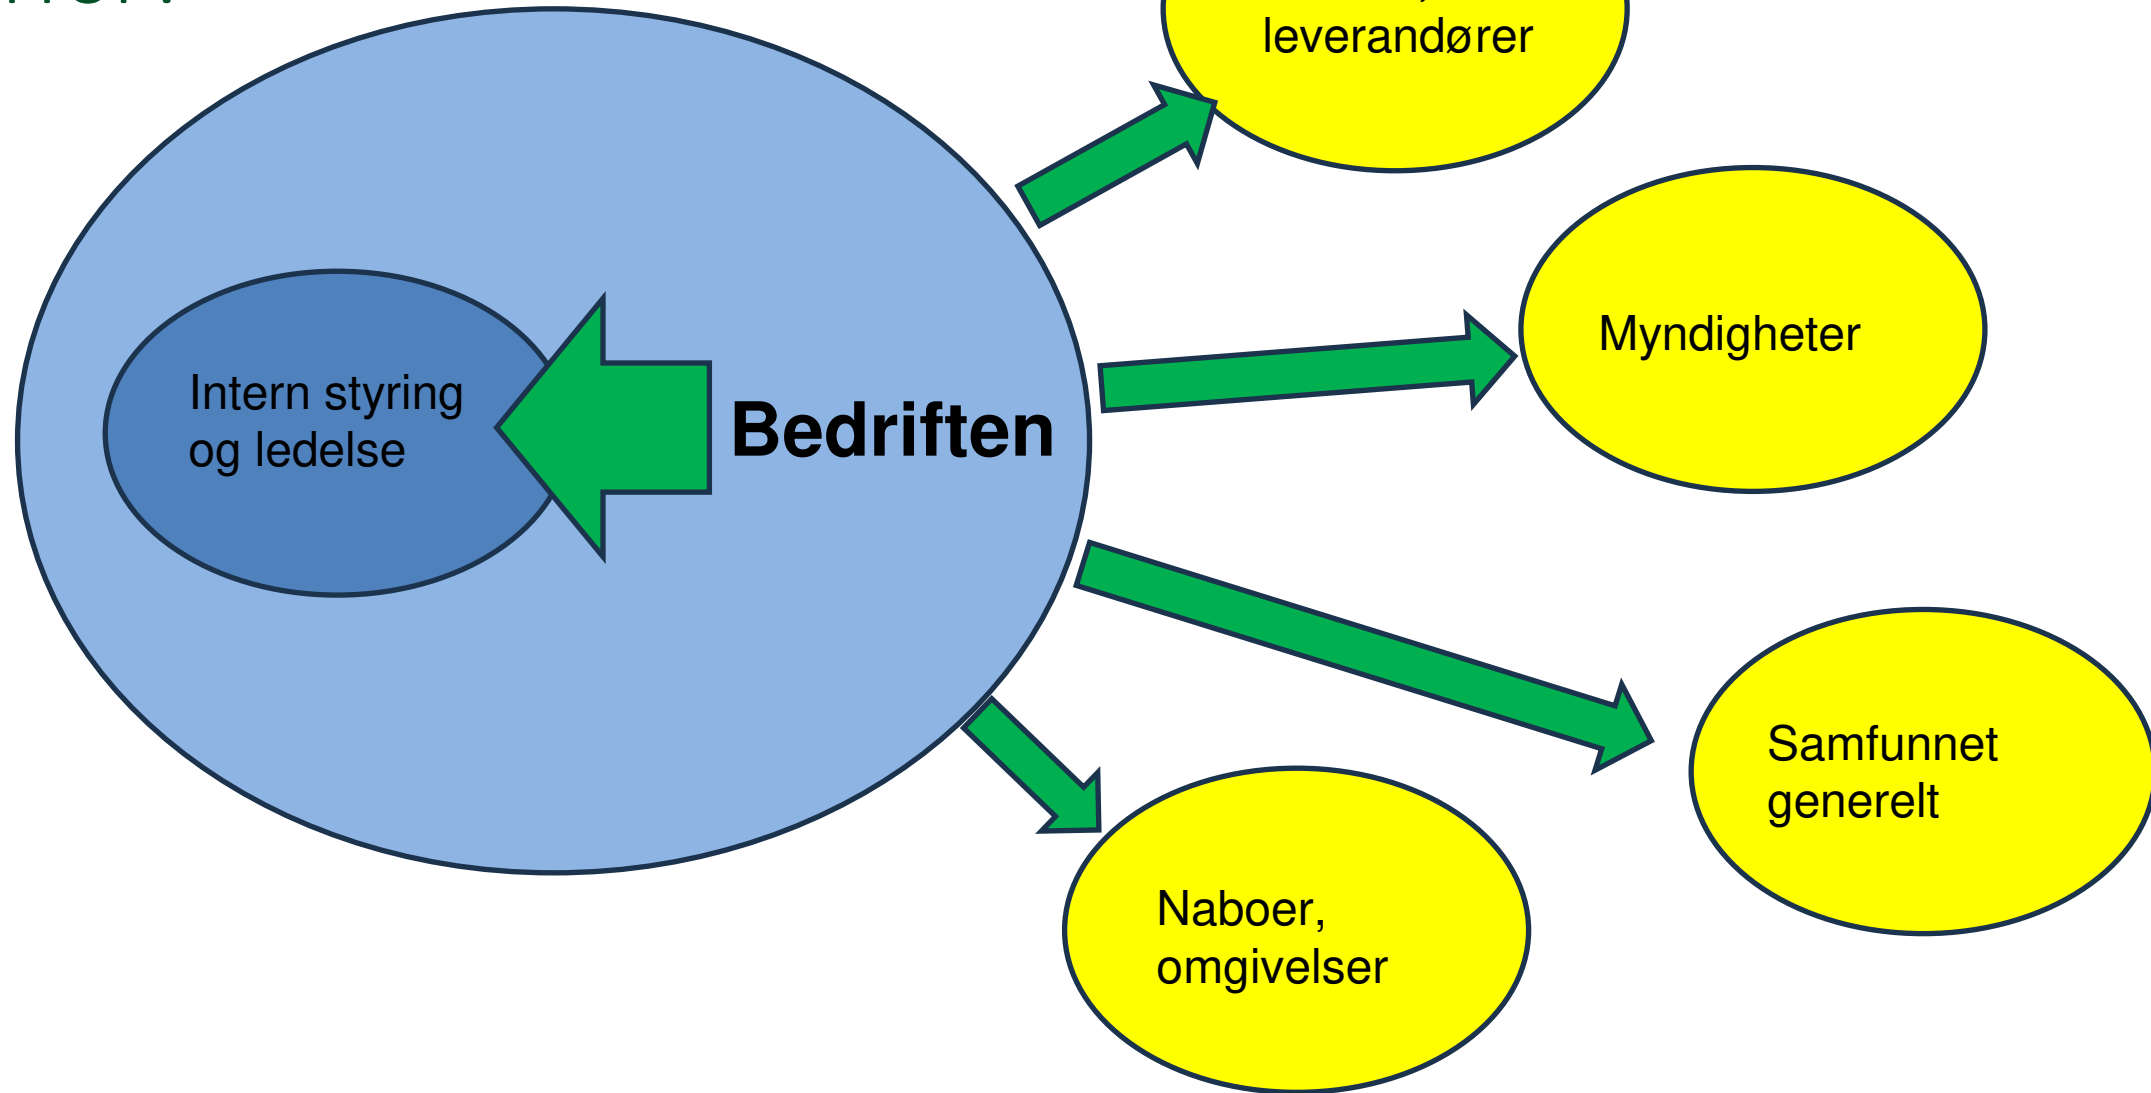 leverandører
Myndigheter
Intern styring
og ledelse
Bedriften
Samfunnet
generelt
Naboer,
omgivelser